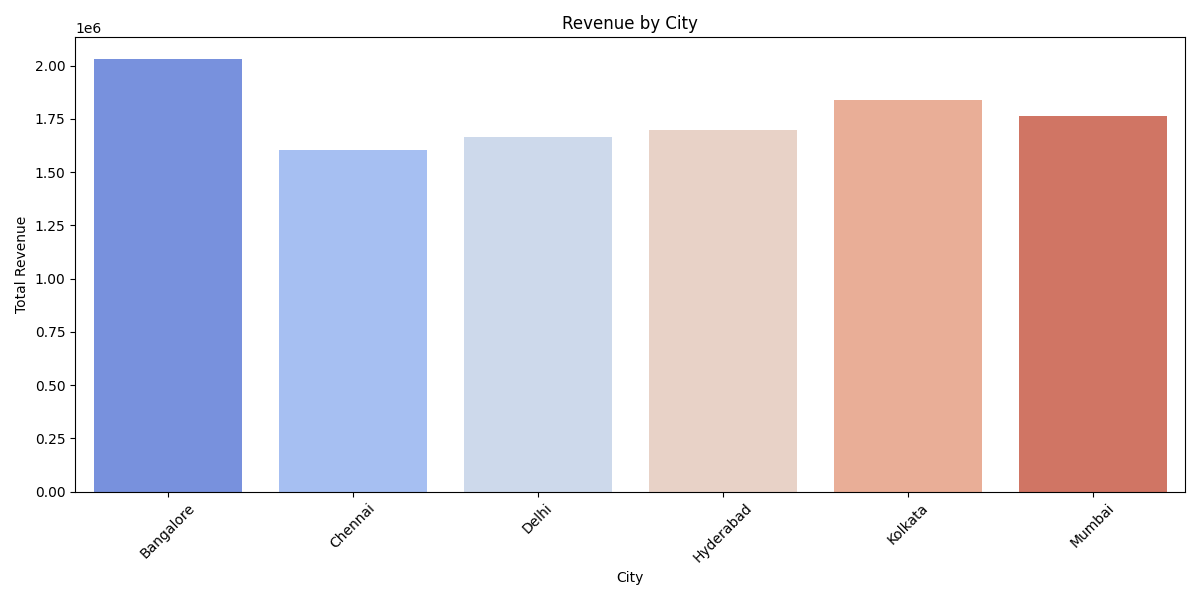 Revenue by City
1e6
Total Revenue
2.00
1.75
1.50
1.25
1.00
0.75
0.50
0.25
0.00
Bangalore
Chennai
Delhi
Hyderabad
Kolkata
Mumbai
City